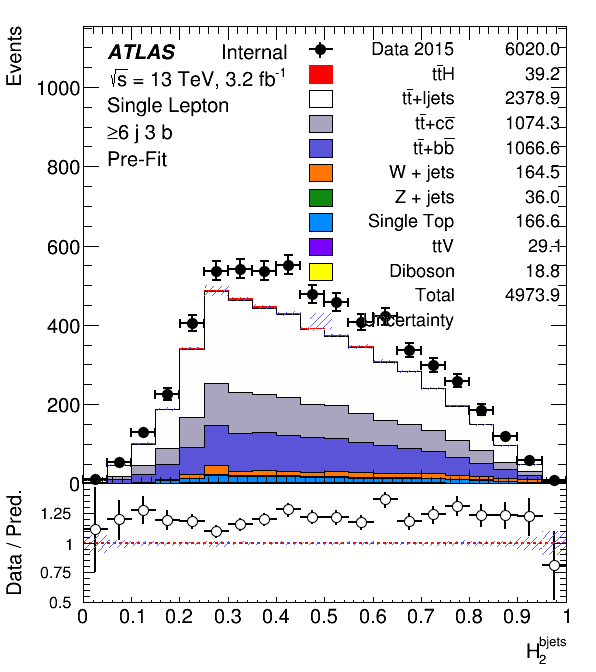 Events
ATLAS Internal
√s = 13 TeV, 3.2 fb⁻¹
Single Lepton
≥6 j 3 b
Pre-Fit
Data 2015 6020.0
tt̄H 39.2
tt̄+ljets 2378.9
tt̄+cc̄ 1074.3
tt̄+bb̄ 1066.6
W + jets 164.5
Z + jets 36.0
Single Top 166.6
ttV 29.1
Diboson 18.8
Total 4973.9
Uncertainty
1000
800
600
400
200
0
Data / Pred.
1.25
1
0.75
0.5
0 0.1 0.2 0.3 0.4 0.5 0.6 0.7 0.8 0.9 1
H₂^bjets